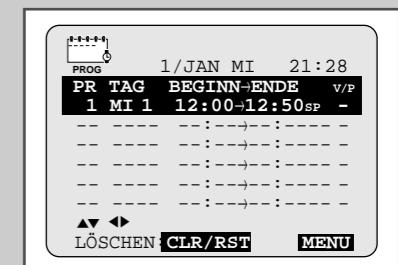 PROG 1/JAN MI 21:28
PR TAG BEGINN→ENDE V/P
1 MI 1 12:00→12:50SP -
-- ---- --:--→--:---- -
-- ---- --:--→--:---- -
-- ---- --:--→--:---- -
-- ---- --:--→--:---- -
-- ---- --:--→--:---- -
▲▼ ◀▶
LÖSCHEN:CLR/RST MENU